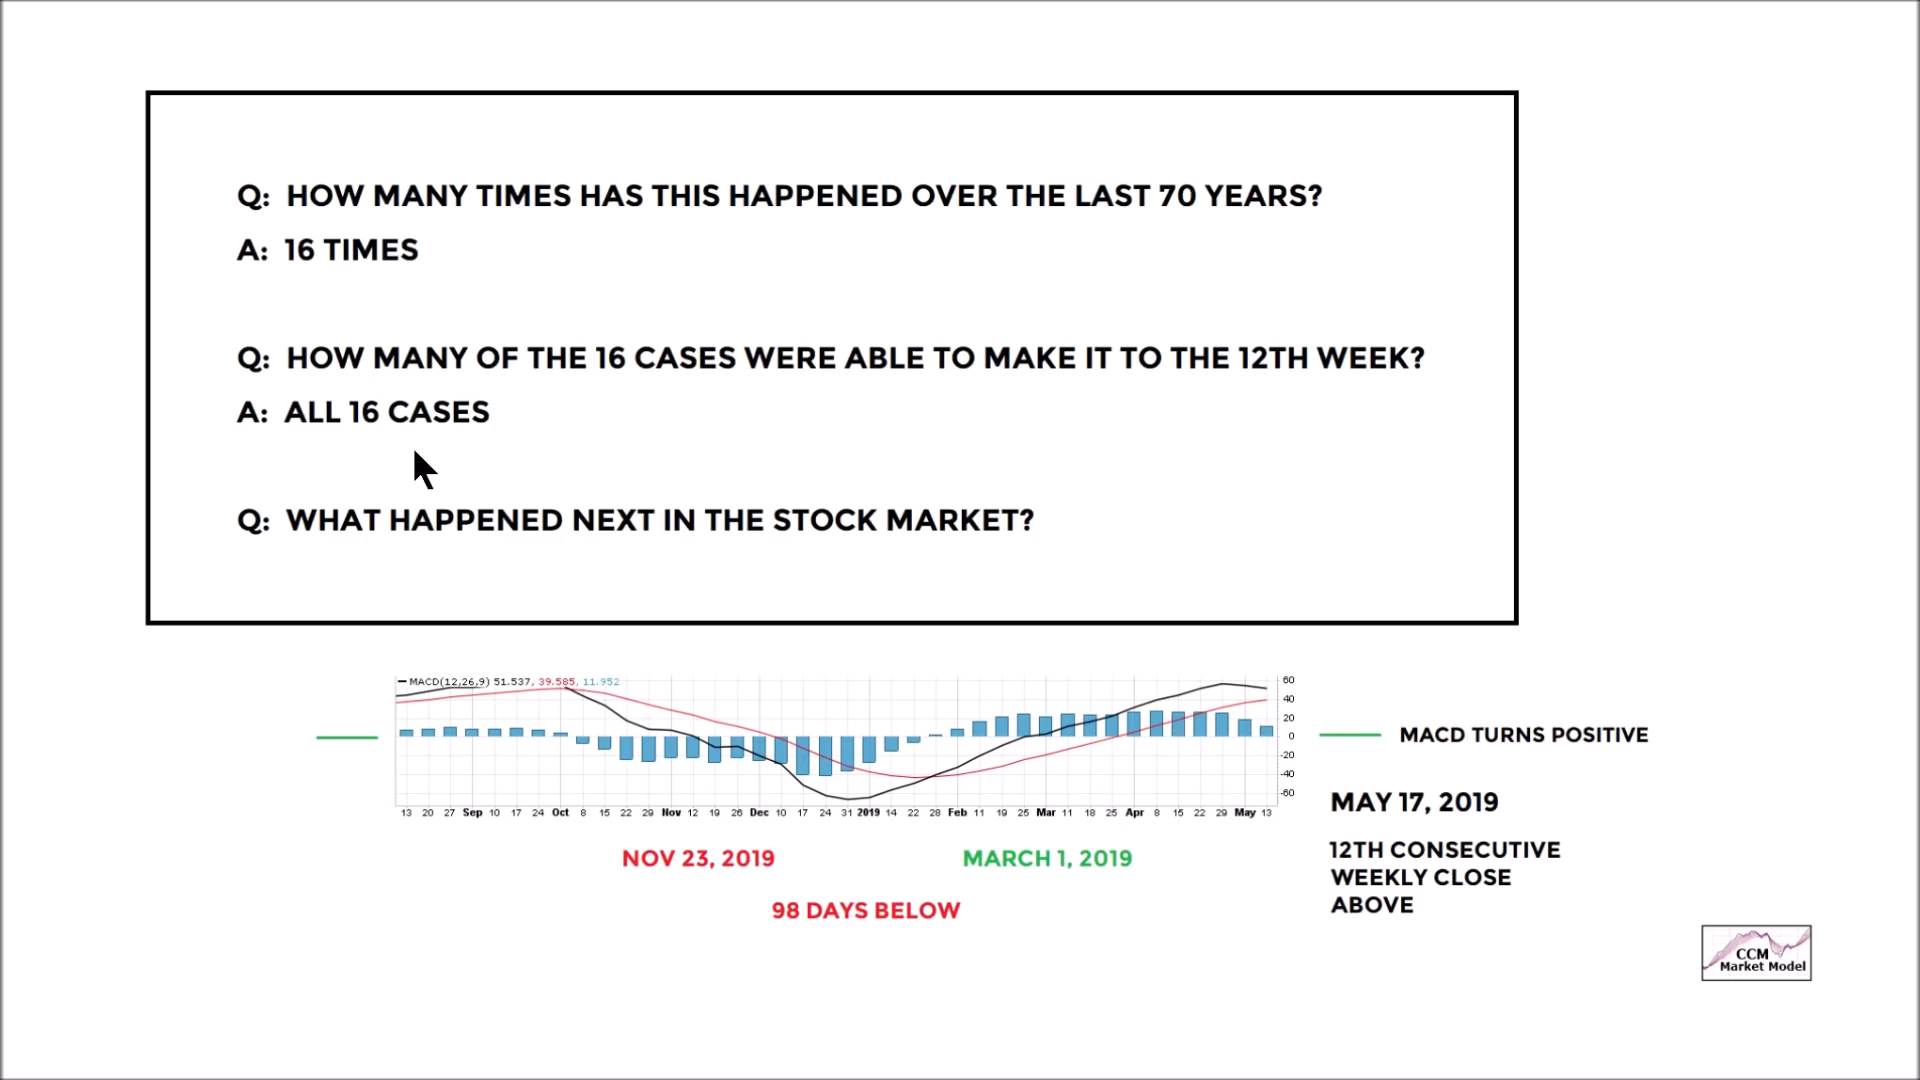 Q: HOW MANY TIMES HAS THIS HAPPENED OVER THE LAST 70 YEARS?
A: 16 TIMES
Q: HOW MANY OF THE 16 CASES WERE ABLE TO MAKE IT TO THE 12TH WEEK?
A: ALL 16 CASES
Q: WHAT HAPPENED NEXT IN THE STOCK MARKET?
MACD(12,26,9) 51.537, 39.585, 11.952
60
40
20
0
-20
-40
-60
13 20 27 Sep 10 17 24 Oct 8 15 22 29 Nov 12 19 26 Dec 10 17 24 31 2019 14 22 28 Feb 11 19 25 Mar 11 18 25 Apr 8 15 22 29 May 13
MACD TURNS POSITIVE
MAY 17, 2019
12TH CONSECUTIVE
WEEKLY CLOSE
ABOVE
NOV 23, 2019
MARCH 1, 2019
98 DAYS BELOW
CCM
Market Model